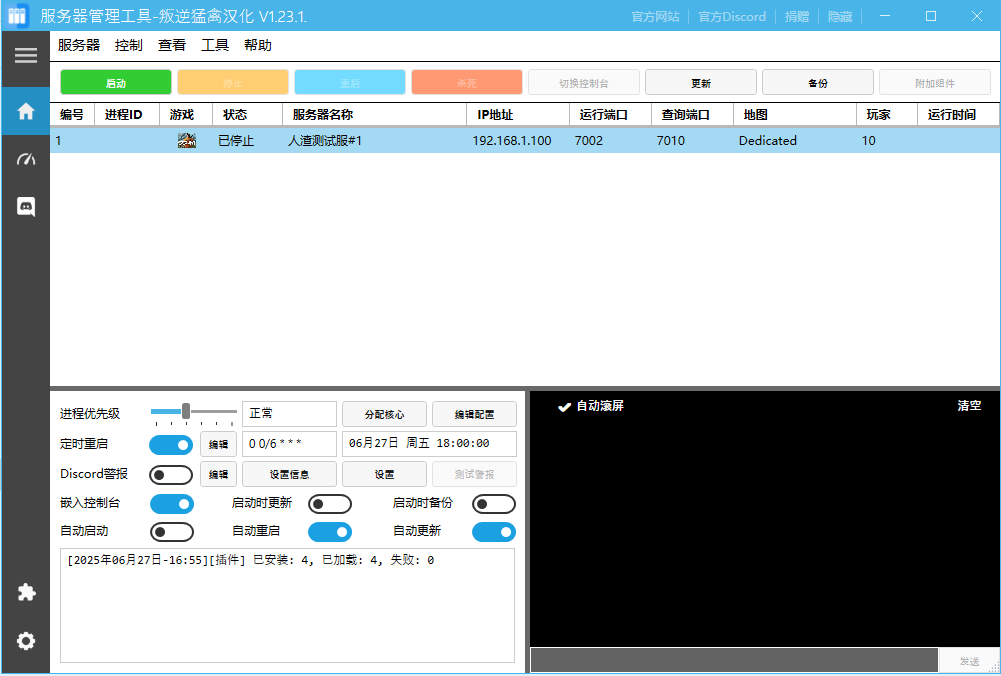 服务器管理工具-叛逆猛禽汉化 V1.23.1. 官方网站 官方Discord 捐赠 隐藏
服务器 控制 查看 工具 帮助
启动 停止 重启 杀死 切换控制台 更新 备份 附加组件
编号 进程ID 游戏 状态 服务器名称 IP地址 运行端口 查询端口 地图 玩家 运行时间
1 已停止 人渣测试服#1 192.168.1.100 7002 7010 Dedicated 10
进程优先级 正常 分配核心 编辑配置
定时重启 编辑 0 0/6 * * * 06月27日 周五 18:00:00
Discord警报 编辑 设置信息 设置 测试警报
嵌入控制台 启动时更新 启动时备份
自动启动 自动重启 自动更新
[2025年06月27日-16:55][插件] 已安装: 4, 已加载: 4, 失败: 0
自动滚屏 清空
发送